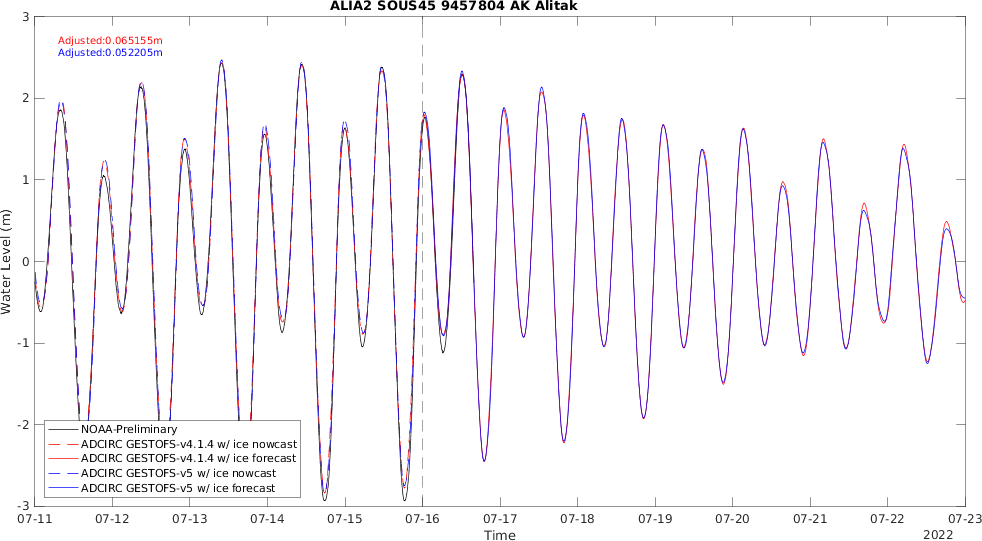 ALIA2 SOUS45 9457804 AK Alitak
Adjusted:0.065155m
Adjusted:0.052205m
3
2
1
0
-1
-2
-3
Water Level (m)
NOAA-Preliminary
ADCIRC GESTOFS-v4.1.4 w/ ice nowcast
ADCIRC GESTOFS-v4.1.4 w/ ice forecast
ADCIRC GESTOFS-v5 w/ ice nowcast
ADCIRC GESTOFS-v5 w/ ice forecast
07-11 07-12 07-13 07-14 07-15 07-16 07-17 07-18 07-19 07-20 07-21 07-22 07-23
Time
2022